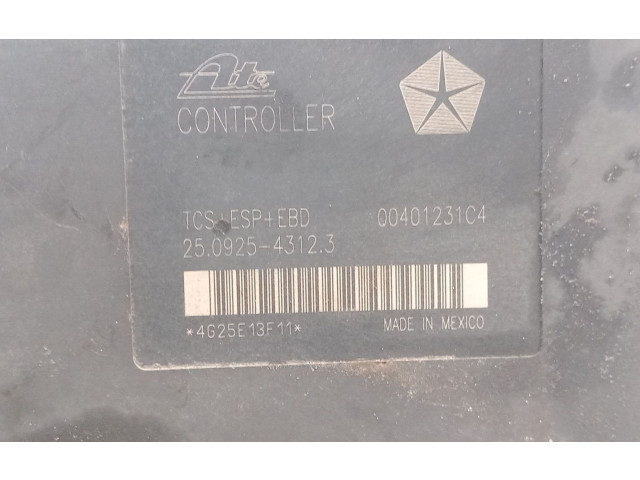 Ate
CONTROLLER
TCS+ESP+EBD 00401231C4
25.0925-4312.3
*4G25E13F11*
MADE IN MEXICO